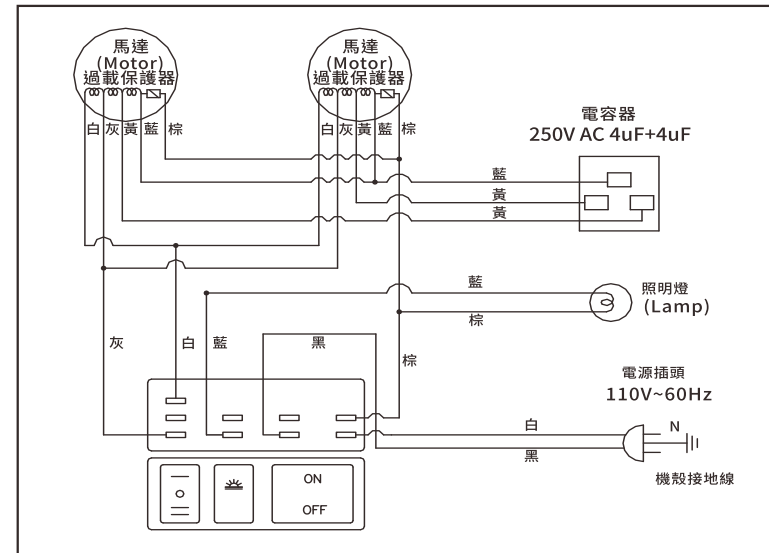 馬達
(Motor)
過載保護器
馬達
(Motor)
過載保護器
白 灰 黃 藍 棕
白 灰 黃 藍 棕
電容器
250V AC 4uF+4uF
藍
黃
黃
藍
照明燈
(Lamp)
棕
灰
白
藍
黑
棕
電源插頭
110V~60Hz
白
N
黑
機殼接地線
ON
OFF